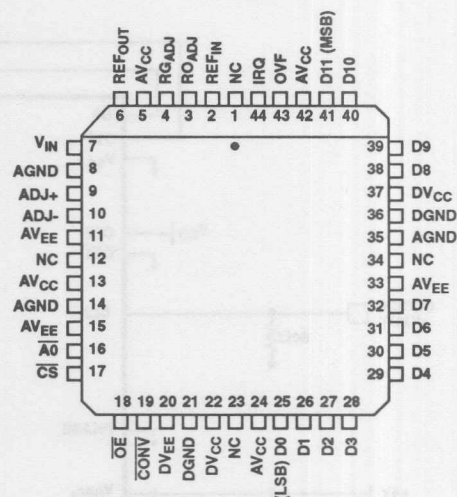 REFOUT AVCC RGADJ ROADJ REFIN NC IRQ OVF AVCC D11 (MSB) D10
6 5 4 3 2 1 44 43 42 41 40
VIN 7 39 D9
AGND 8 38 D8
ADJ+ 9 37 DVCC
ADJ- 10 36 DGND
AVEE 11 35 AGND
NC 12 34 NC
AVCC 13 33 AVEE
AGND 14 32 D7
AVEE 15 31 D6
A0 16 30 D5
CS 17 29 D4
18 19 20 21 22 23 24 25 26 27 28
OE CONV DVEE DGND DVCC NC AVCC (LSB) D0 D1 D2 D3